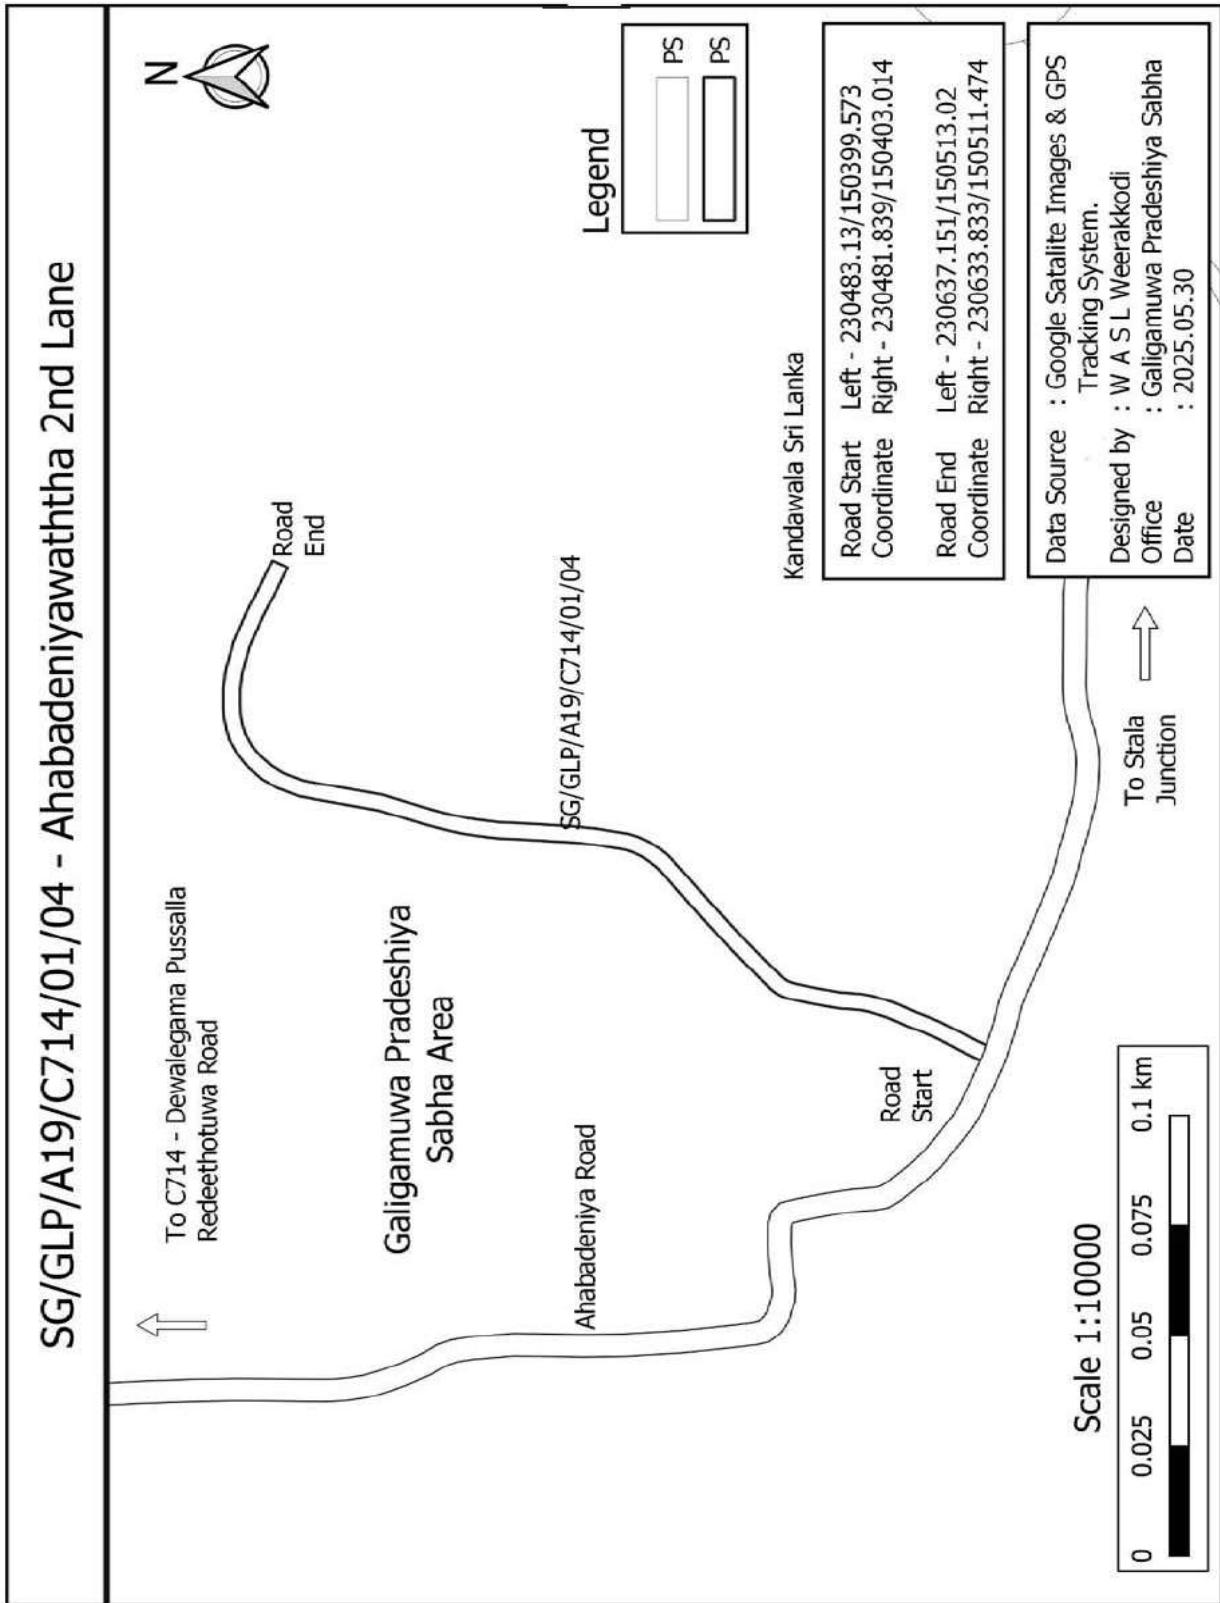 SG/GLP/A19/C714/01/04 - Ahabadeniyawaththa 2nd Lane
N
To C714 - Dewalegama Pussalla
Redeethotuwa Road
Road
End
Galigamuwa Pradeshiya
Sabha Area
SG/GLP/A19/C714/01/04
Ahabadeniya Road
Legend
PS
PS
Road
Start
Kandawala Sri Lanka
Road Start Left - 230483.13/150399.573
Coordinate Right - 230481.839/150403.014
Road End Left - 230637.151/150513.02
Coordinate Right - 230633.833/150511.474
To Stala
Junction
Data Source : Google Satalite Images & GPS
Tracking System.
Designed by : W A S L Weerakkodi
Office : Galigamuwa Pradeshiya Sabha
Date : 2025.05.30
Scale 1:10000
0 0.025 0.05 0.075 0.1 km